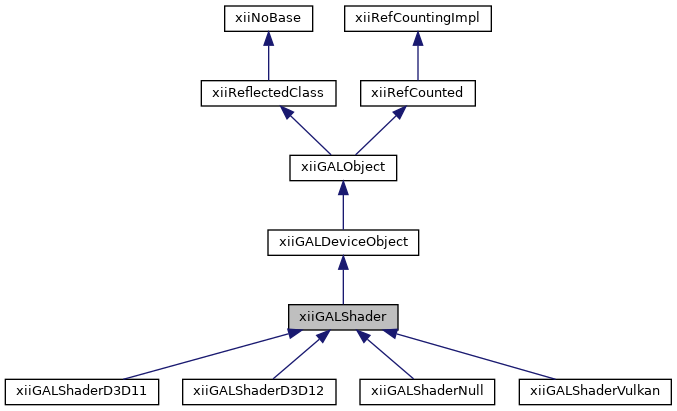 xiiNoBase
xiiRefCountingImpl
xiiReflectedClass
xiiRefCounted
xiiGALObject
xiiGALDeviceObject
xiiGALShader
xiiGALShaderD3D11
xiiGALShaderD3D12
xiiGALShaderNull
xiiGALShaderVulkan